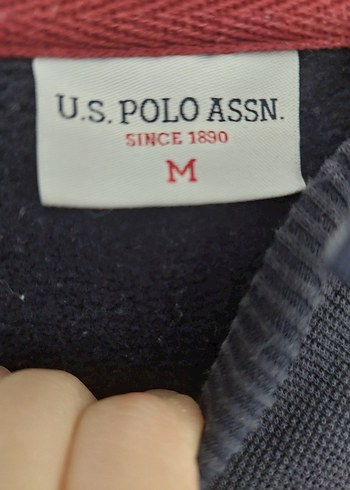 U.S. POLO ASSN.
SINCE 1890
M